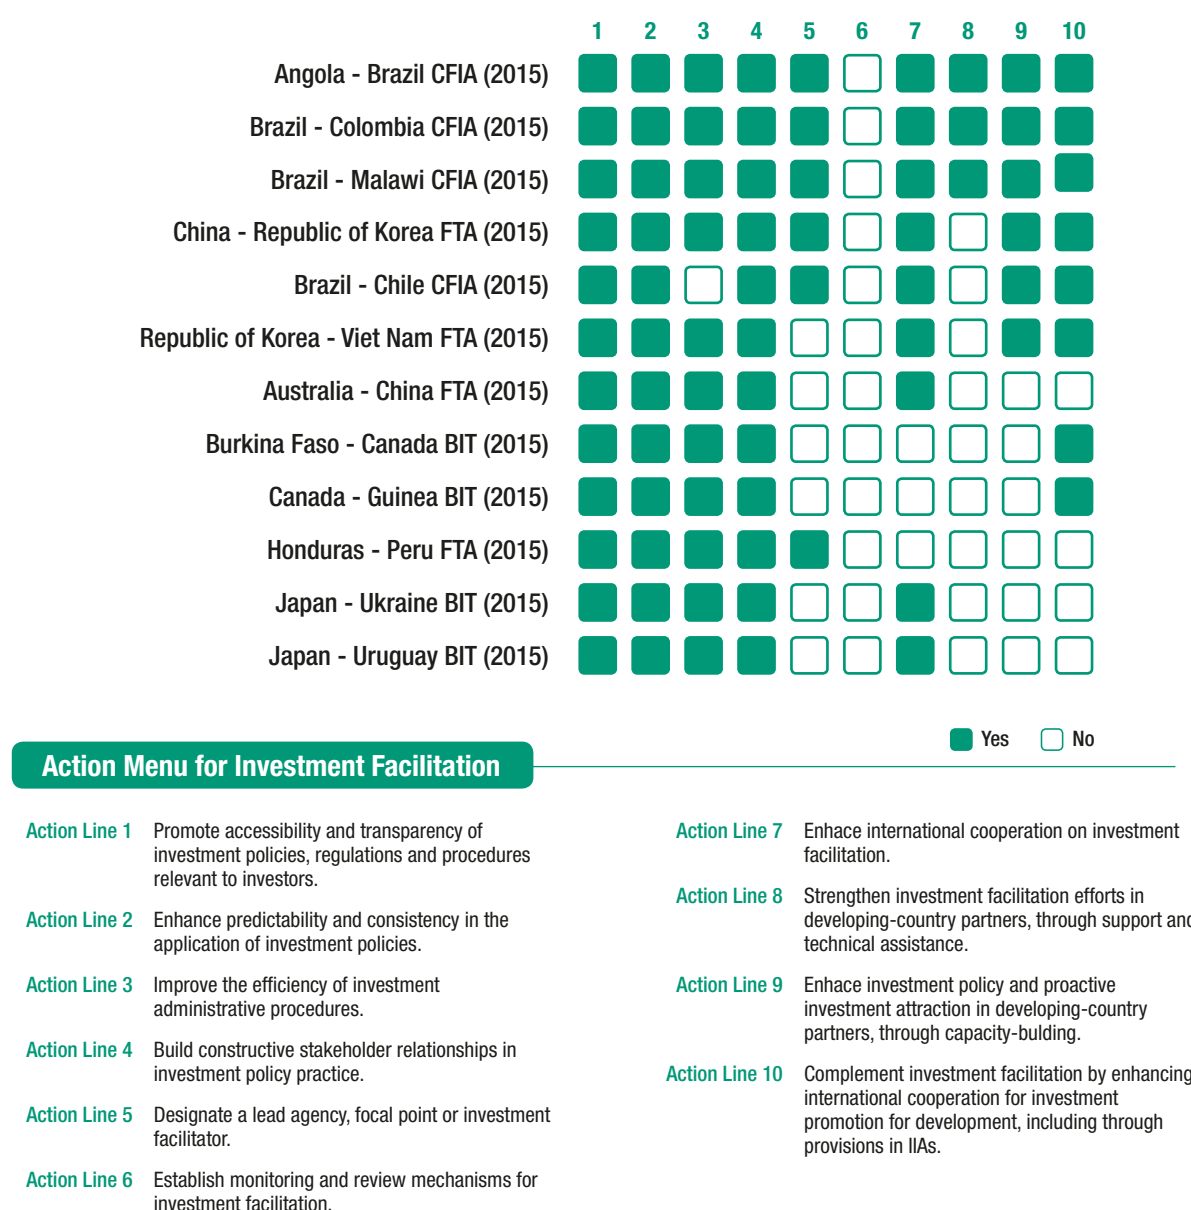 1 2 3 4 5 6 7 8 9 10
Angola - Brazil CFIA (2015)
Brazil - Colombia CFIA (2015)
Brazil - Malawi CFIA (2015)
China - Republic of Korea FTA (2015)
Brazil - Chile CFIA (2015)
Republic of Korea - Viet Nam FTA (2015)
Australia - China FTA (2015)
Burkina Faso - Canada BIT (2015)
Canada - Guinea BIT (2015)
Honduras - Peru FTA (2015)
Japan - Ukraine BIT (2015)
Japan - Uruguay BIT (2015)
Yes No
Action Menu for Investment Facilitation
Action Line 1 Promote accessibility and transparency of
investment policies, regulations and procedures
relevant to investors.
Action Line 2 Enhance predictability and consistency in the
application of investment policies.
Action Line 3 Improve the efficiency of investment
administrative procedures.
Action Line 4 Build constructive stakeholder relationships in
investment policy practice.
Action Line 5 Designate a lead agency, focal point or investment
facilitator.
Action Line 6 Establish monitoring and review mechanisms for
investment facilitation.
Action Line 7 Enhace international cooperation on investment
facilitation.
Action Line 8 Strengthen investment facilitation efforts in
developing-country partners, through support and
technical assistance.
Action Line 9 Enhace investment policy and proactive
investment attraction in developing-country
partners, through capacity-bulding.
Action Line 10 Complement investment facilitation by enhancing
international cooperation for investment
promotion for development, including through
provisions in IIAs.